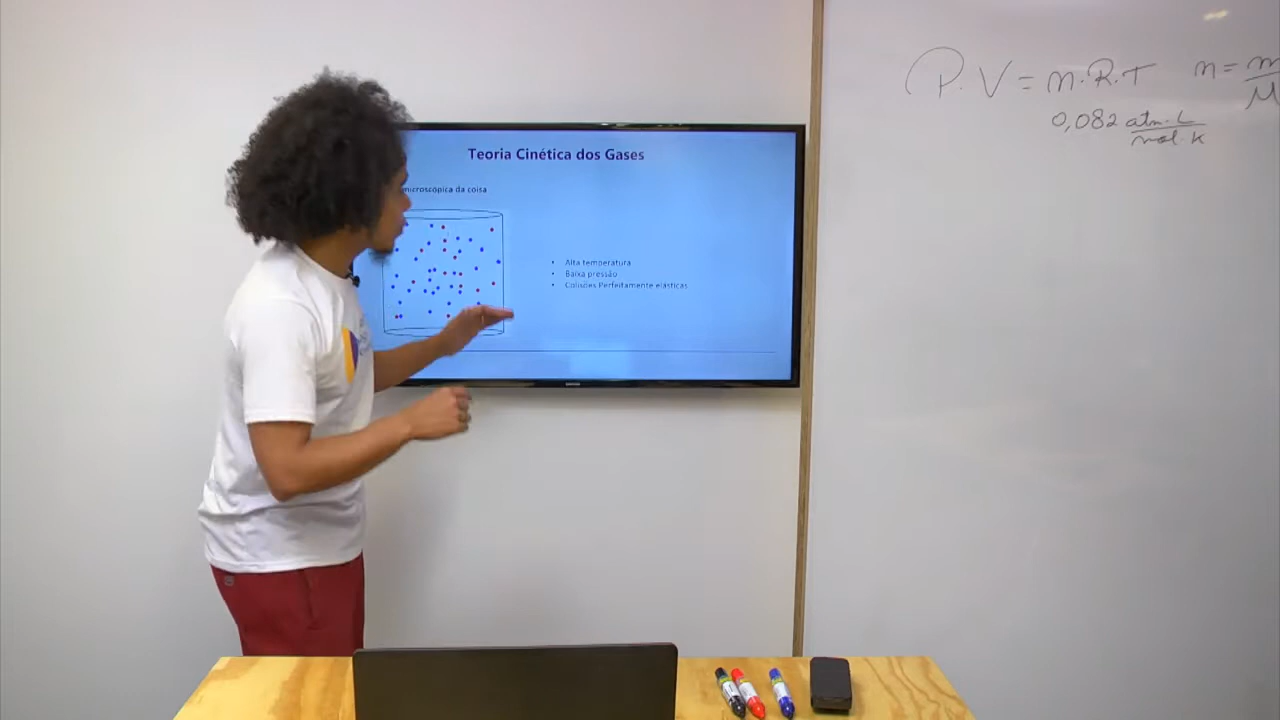 Teoria Cinética dos Gases
microscópica da coisa
• Alta temperatura
• Baixa pressão
• Colisões Perfeitamente elásticas
P.V = n.R.T n = m/M
0,082 atm.L/mol.K